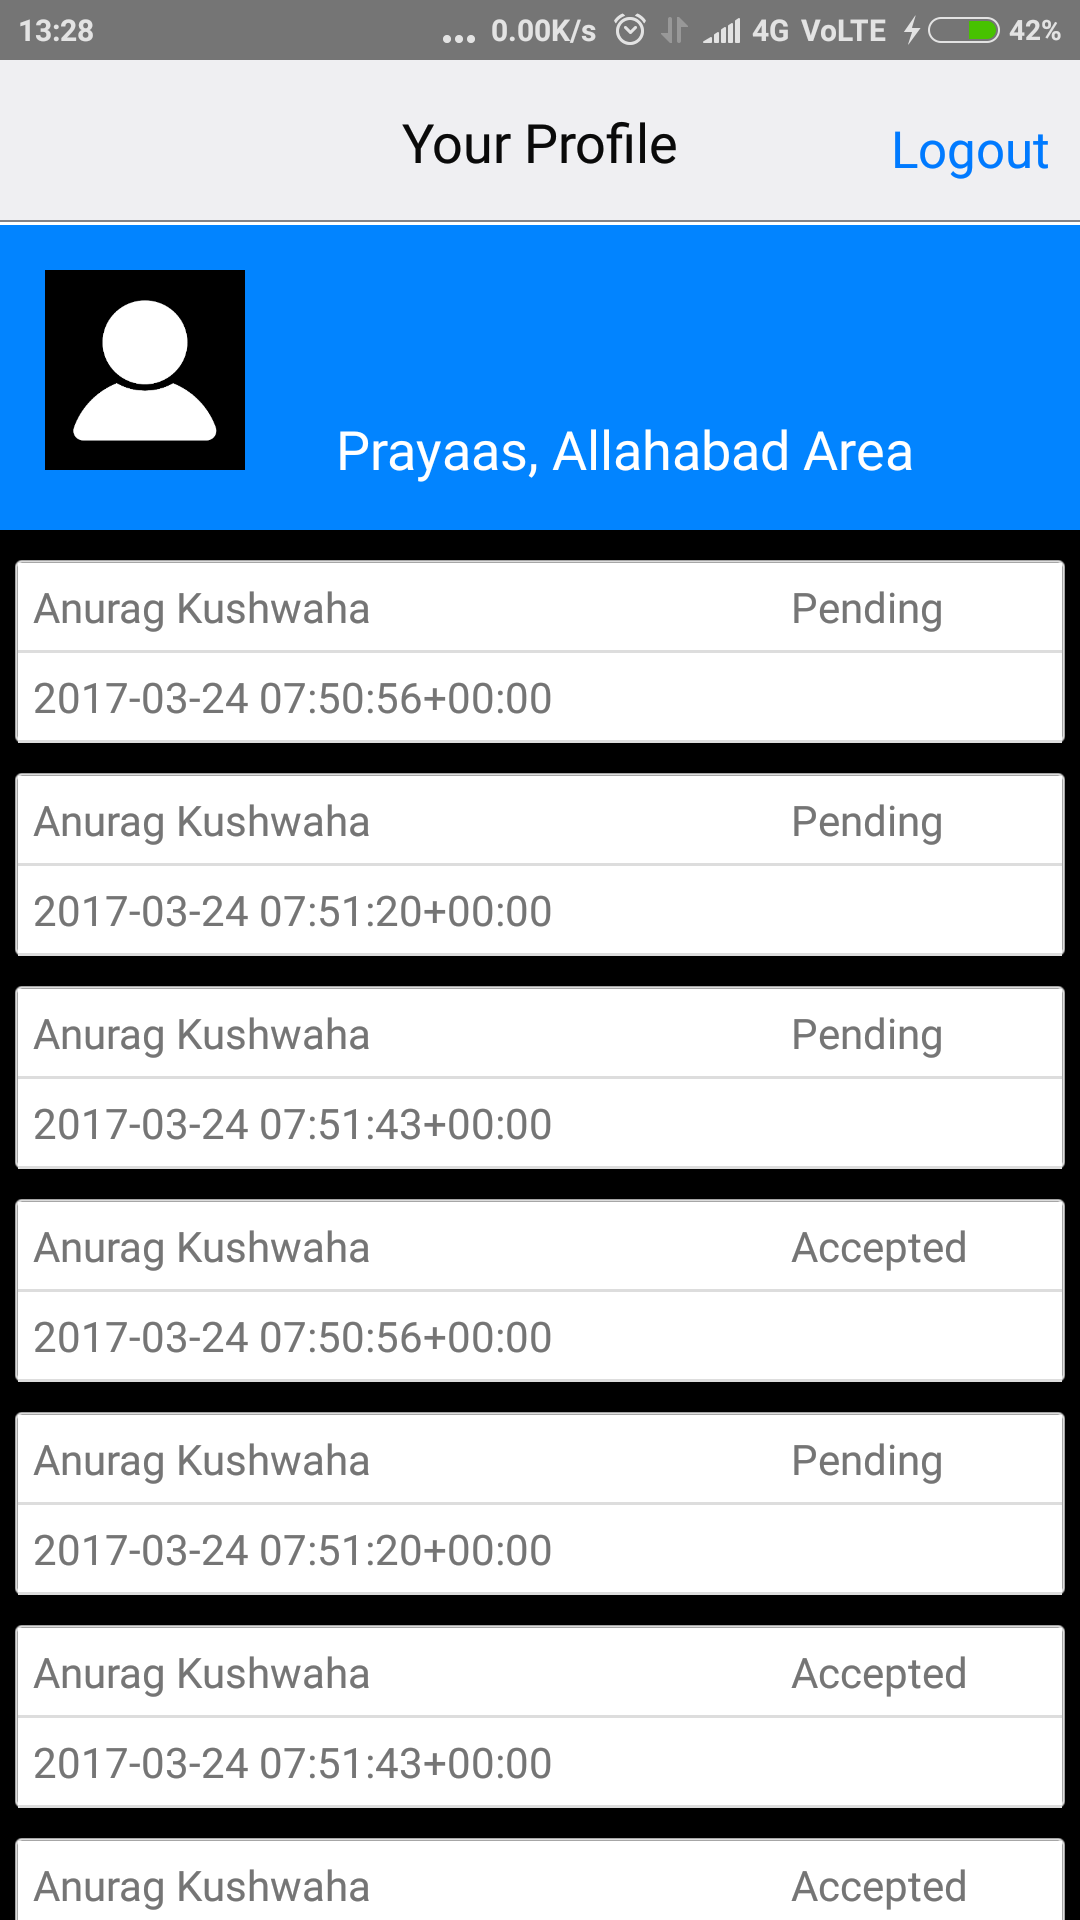 13:28 ... 0.00K/s 4G VoLTE 42%
Your Profile Logout
Prayaas, Allahabad Area
Anurag Kushwaha Pending
2017-03-24 07:50:56+00:00
Anurag Kushwaha Pending
2017-03-24 07:51:20+00:00
Anurag Kushwaha Pending
2017-03-24 07:51:43+00:00
Anurag Kushwaha Accepted
2017-03-24 07:50:56+00:00
Anurag Kushwaha Pending
2017-03-24 07:51:20+00:00
Anurag Kushwaha Accepted
2017-03-24 07:51:43+00:00
Anurag Kushwaha Accepted